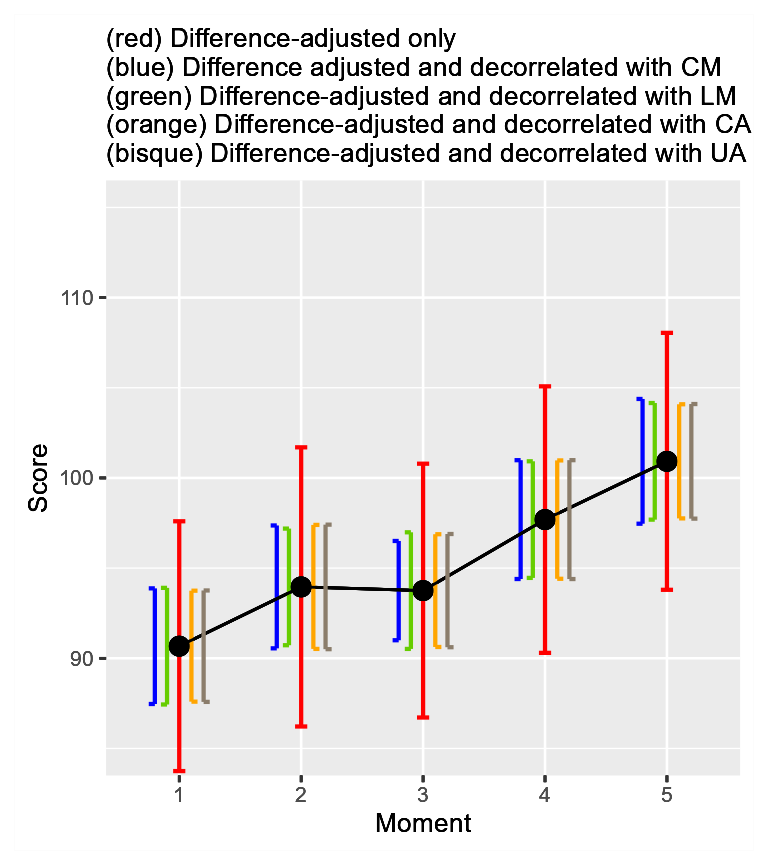 (red) Difference-adjusted only
(blue) Difference adjusted and decorrelated with CM
(green) Difference-adjusted and decorrelated with LM
(orange) Difference-adjusted and decorrelated with CA
(bisque) Difference-adjusted and decorrelated with UA
110
100
90
Score
1 2 3 4 5
Moment